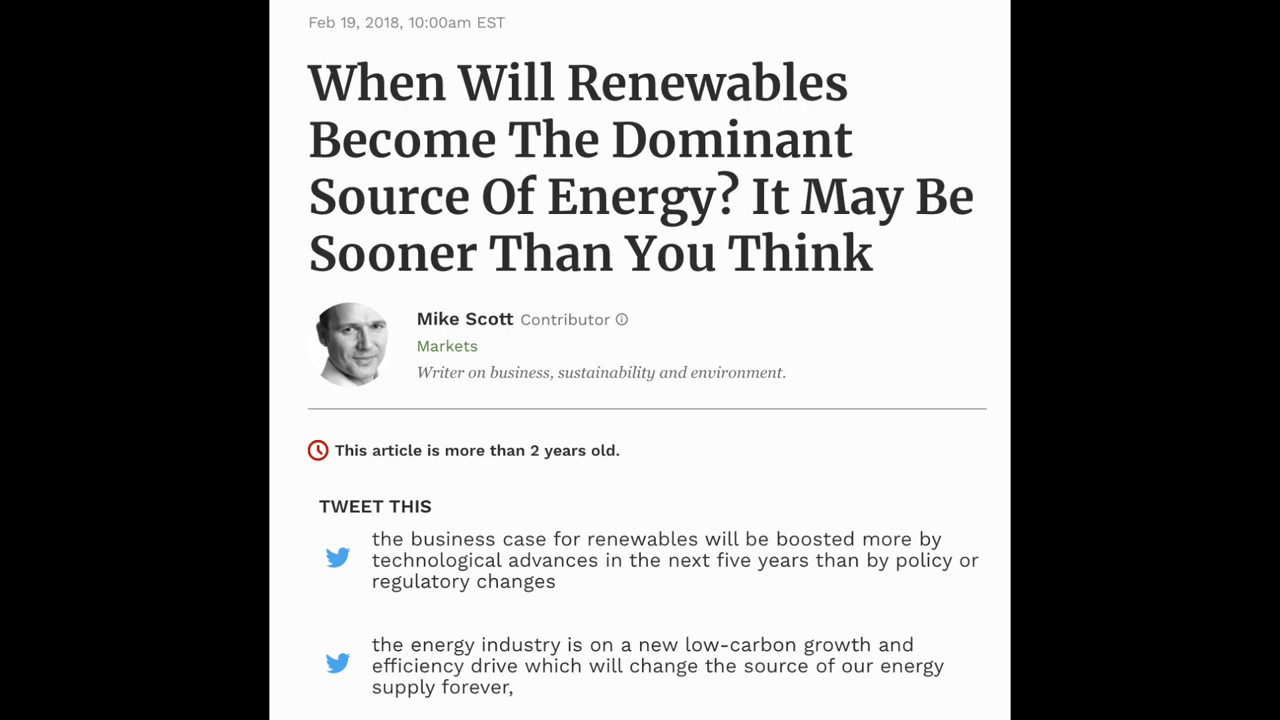 Feb 19, 2018, 10:00am EST
When Will Renewables
Become The Dominant
Source Of Energy? It May Be
Sooner Than You Think
Mike Scott Contributor
Markets
Writer on business, sustainability and environment.
This article is more than 2 years old.
TWEET THIS
the business case for renewables will be boosted more by
technological advances in the next five years than by policy or
regulatory changes
the energy industry is on a new low-carbon growth and
efficiency drive which will change the source of our energy
supply forever,